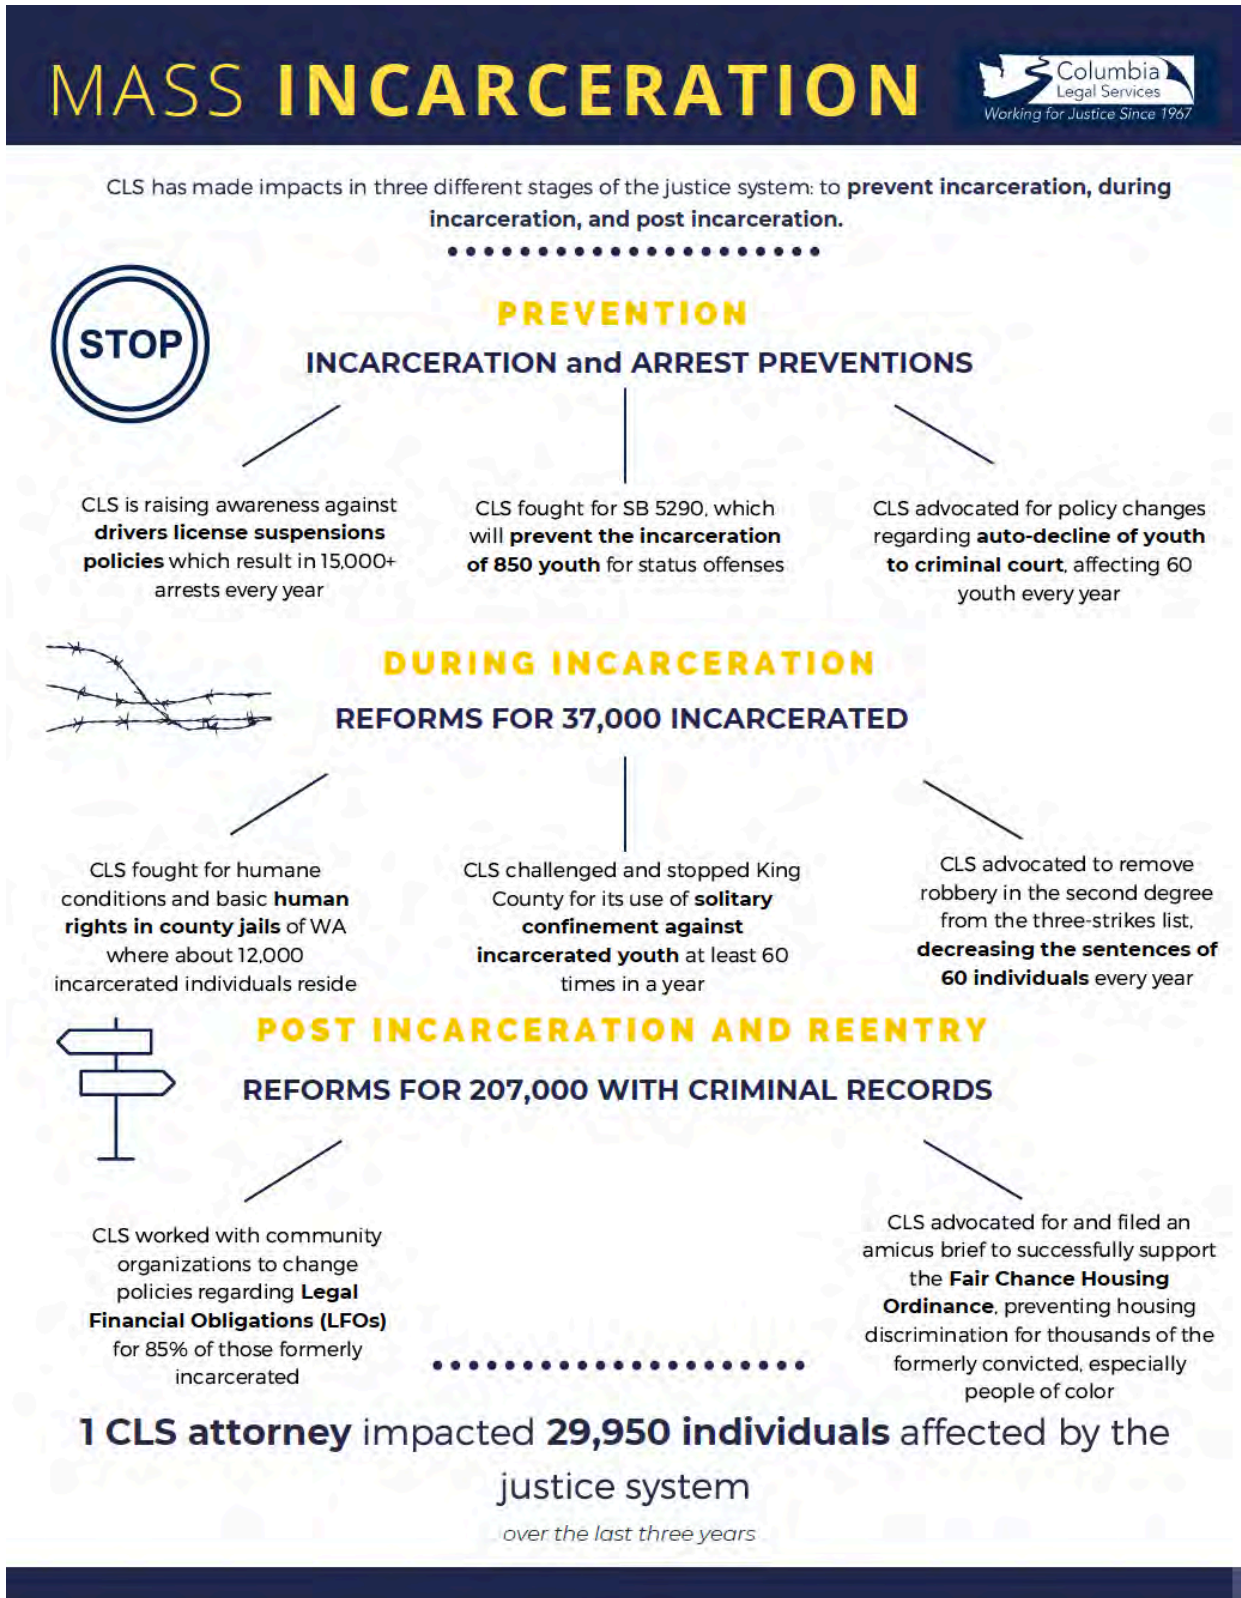 MASS INCARCERATION
Columbia
Legal Services
Working for Justice Since 1967
CLS has made impacts in three different stages of the justice system: to prevent incarceration, during
incarceration, and post incarceration.
STOP
PREVENTION
INCARCERATION and ARREST PREVENTIONS
CLS is raising awareness against
drivers license suspensions
policies which result in 15,000+
arrests every year
CLS fought for SB 5290, which
will prevent the incarceration
of 850 youth for status offenses
CLS advocated for policy changes
regarding auto-decline of youth
to criminal court, affecting 60
youth every year
DURING INCARCERATION
REFORMS FOR 37,000 INCARCERATED
CLS fought for humane
conditions and basic human
rights in county jails of WA
where about 12,000
incarcerated individuals reside
CLS challenged and stopped King
County for its use of solitary
confinement against
incarcerated youth at least 60
times in a year
CLS advocated to remove
robbery in the second degree
from the three-strikes list,
decreasing the sentences of
60 individuals every year
POST INCARCERATION AND REENTRY
REFORMS FOR 207,000 WITH CRIMINAL RECORDS
CLS worked with community
organizations to change
policies regarding Legal
Financial Obligations (LFOs)
for 85% of those formerly
incarcerated
CLS advocated for and filed an
amicus brief to successfully support
the Fair Chance Housing
Ordinance, preventing housing
discrimination for thousands of the
formerly convicted, especially
people of color
1 CLS attorney impacted 29,950 individuals affected by the
justice system
over the last three years